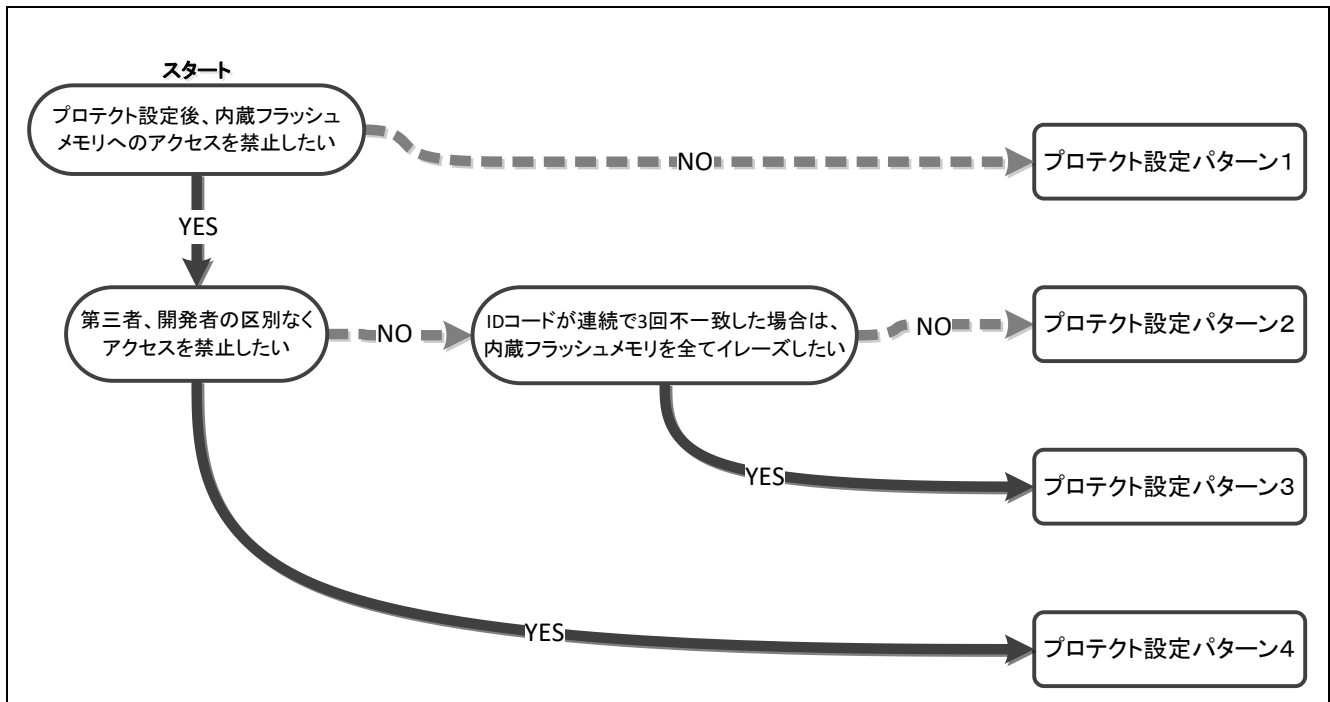 スタート
プロテクト設定後、内蔵フラッシュ
メモリへのアクセスを禁止したい
NO
プロテクト設定パターン1
YES
第三者、開発者の区別なく
アクセスを禁止したい
NO
IDコードが連続で3回不一致した場合は、
内蔵フラッシュメモリを全てイレーズしたい
NO
プロテクト設定パターン2
YES
プロテクト設定パターン3
YES
プロテクト設定パターン4